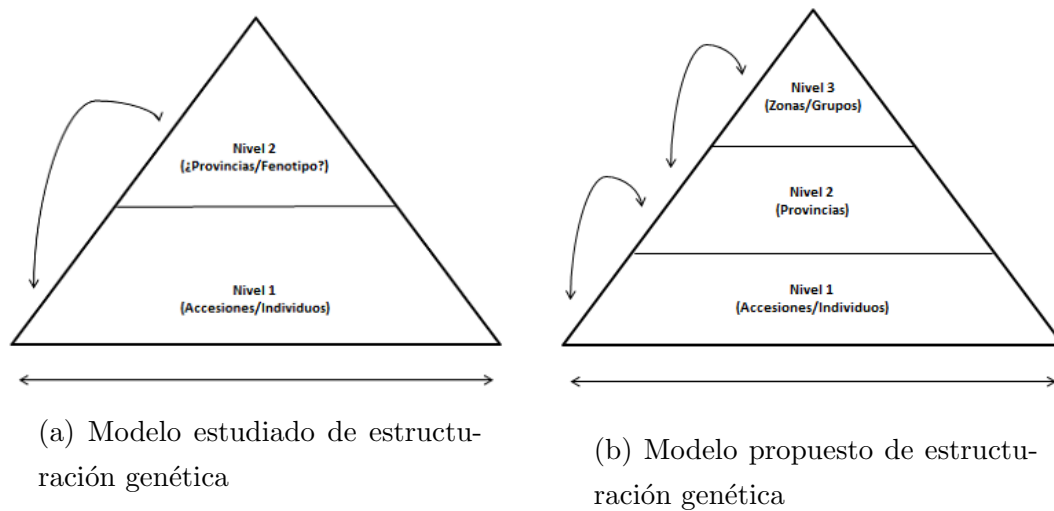 Nivel 2
(¿Provincias/Fenotipo?)
Nivel 1
(Accesiones/Individuos)
(a) Modelo estudiado de estructu-
ración genética
Nivel 3
(Zonas/Grupos)
Nivel 2
(Provincias)
Nivel 1
(Accesiones/Individuos)
(b) Modelo propuesto de estructu-
ración genética